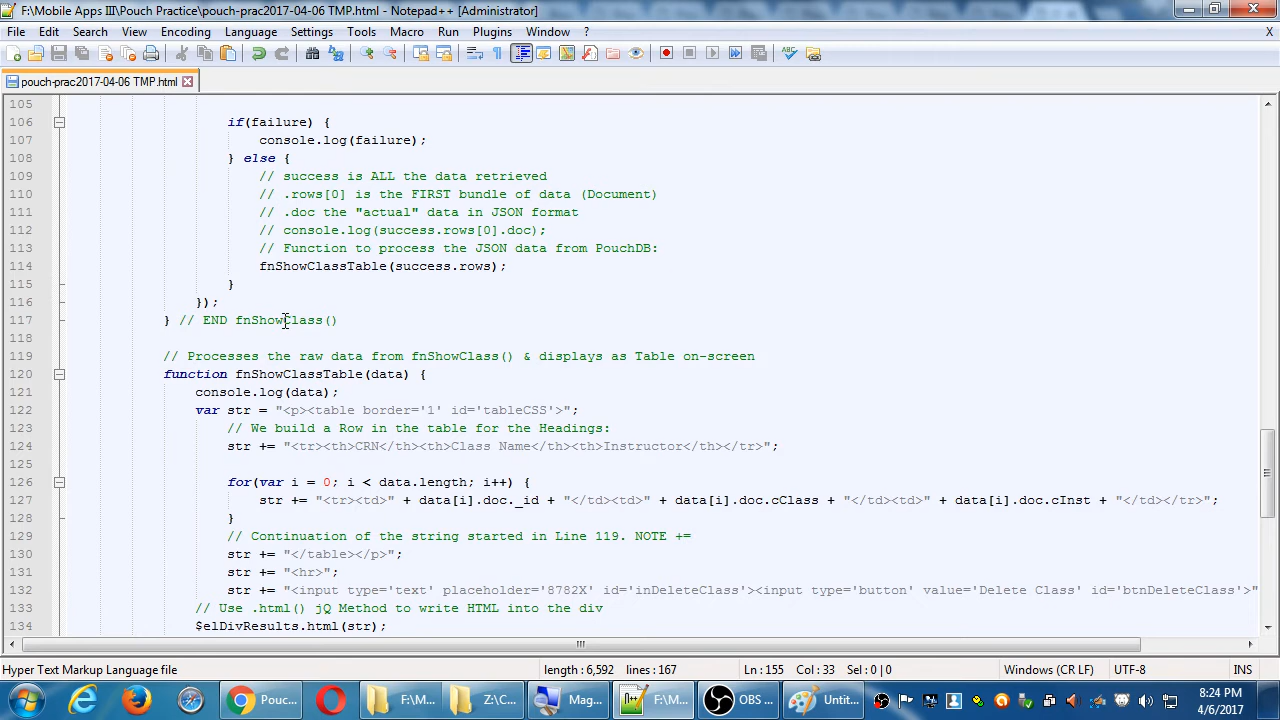 F:\Mobile Apps III\Pouch Practice\pouch-prac2017-04-06 TMP.html - Notepad++ [Administrator]
File Edit Search View Encoding Language Settings Tools Macro Run Plugins Window ? X
pouch-prac2017-04-06 TMP.html
105
106 if(failure) {
107 console.log(failure);
108 } else {
109 // success is ALL the data retrieved
110 // .rows[0] is the FIRST bundle of data (Document)
111 // .doc the "actual" data in JSON format
112 // console.log(success.rows[0].doc);
113 // Function to process the JSON data from PouchDB:
114 fnShowClassTable(success.rows);
115 }
116 });
117 } // END fnShowClass()
118
119 // Processes the raw data from fnShowClass() & displays as Table on-screen
120 function fnShowClassTable(data) {
121 console.log(data);
122 var str = "<p><table border='1' id='tableCSS'>";
123 // We build a Row in the table for the Headings:
124 str += "<tr><th>CRN</th><th>Class Name</th><th>Instructor</th></tr>";
125
126 for(var i = 0; i < data.length; i++) {
127 str += "<tr><td>" + data[i].doc._id + "</td><td>" + data[i].doc.cClass + "</td><td>" + data[i].doc.cInst + "</td></tr>";
128 }
129 // Continuation of the string started in Line 119. NOTE +=
130 str += "</table></p>";
131 str += "<hr>";
132 str += "<input type='text' placeholder='8782X' id='inDeleteClass'><input type='button' value='Delete Class' id='btnDeleteClass'>"
133 // Use .html() jQ Method to write HTML into the div
134 $elDivResults.html(str);
Hyper Text Markup Language file length : 6,592 lines : 167 Ln : 155 Col : 33 Sel : 0 | 0 Windows (CR LF) UTF-8 INS
Pouc... F:\M... Z:\C... Mag... F:\M... OBS ... Untit... 8:24 PM
4/6/2017